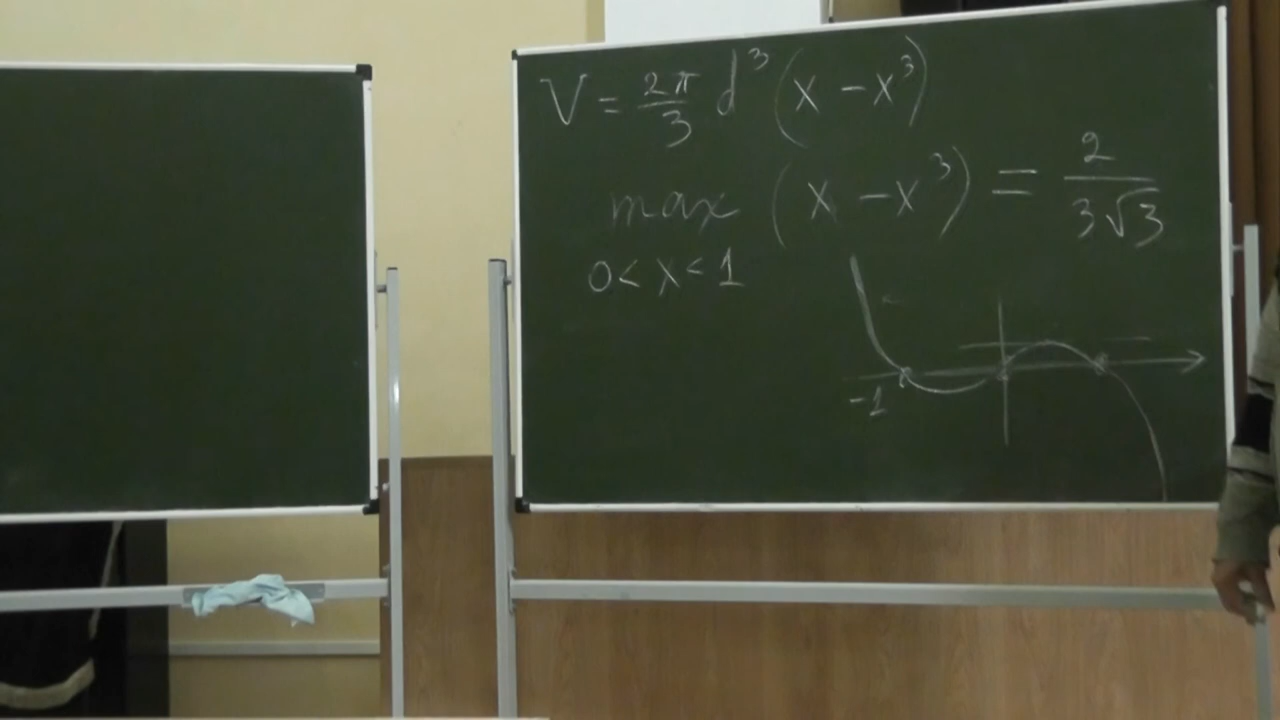 V = 2π/3 d³ (x - x³)
max (x - x³) = 2/(3√3)
0 < x < 1
-1